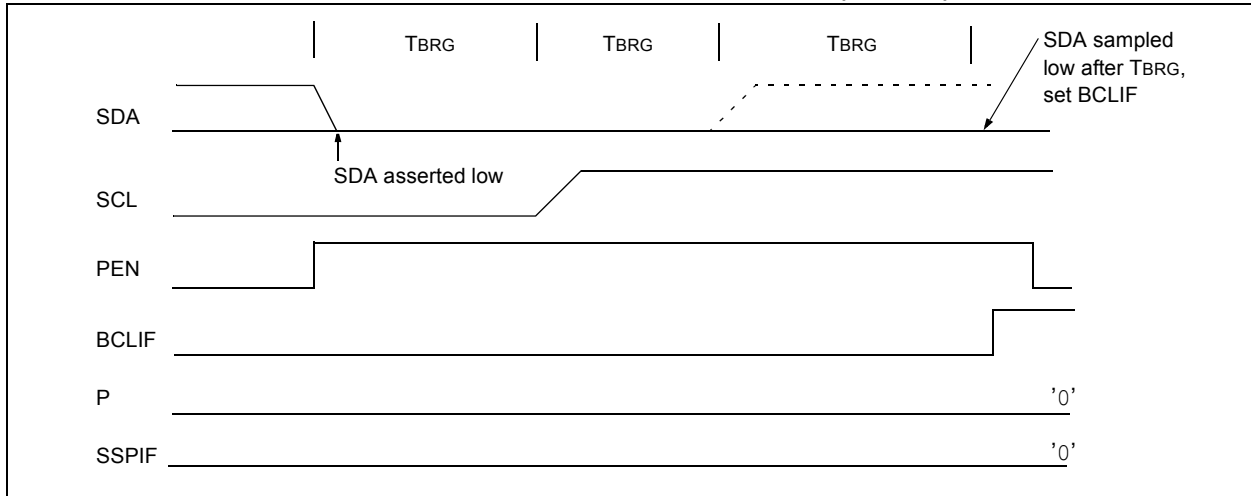 TBRG TBRG TBRG
SDA sampled
low after TBRG,
set BCLIF
SDA
SDA asserted low
SCL
PEN
BCLIF
P
'0'
SSPIF
'0'